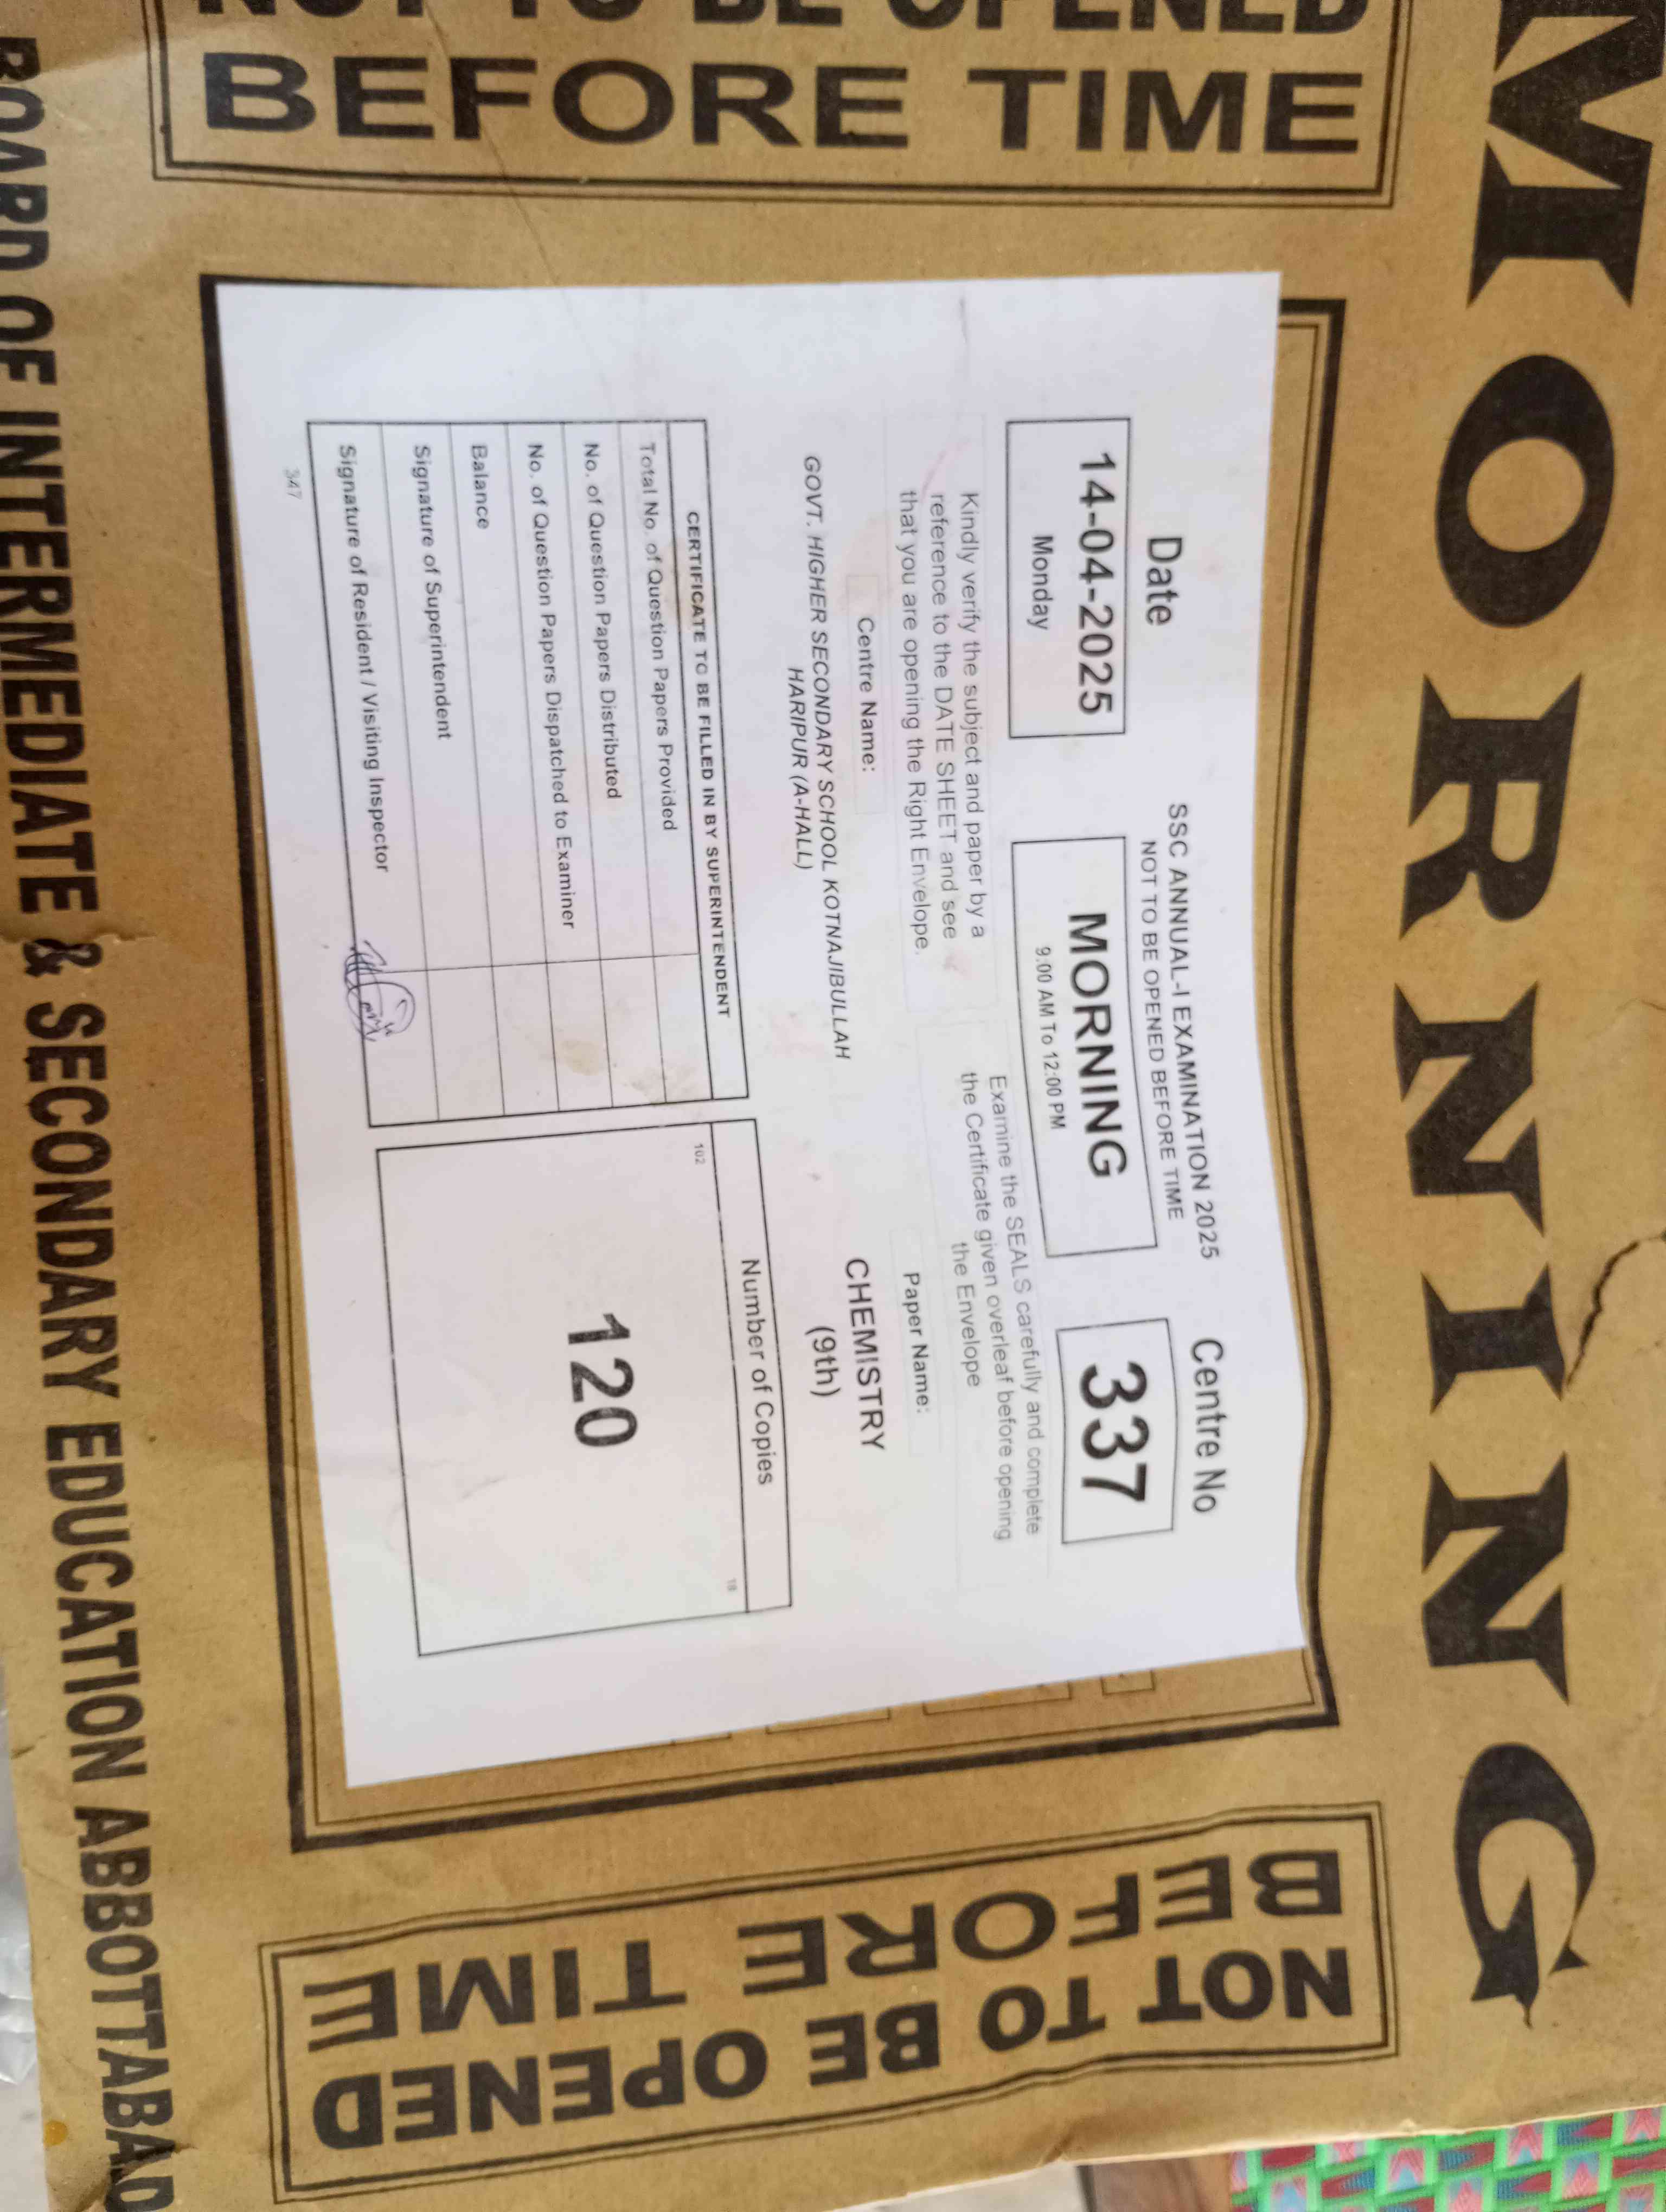 MORNING
NOT TO BE OPENED
BEFORE TIME
Date
14-04-2025
Monday
SSC ANNUAL-I EXAMINATION 2025
NOT TO BE OPENED BEFORE TIME
MORNING
9:00 AM To 12:00 PM
Centre No
337
Kindly verify the subject and paper by a
reference to the DATE SHEET and see
that you are opening the Right Envelope.
Examine the SEALS carefully and complete
the Certificate given overleaf before opening
the Envelope
Centre Name:
GOVT. HIGHER SECONDARY SCHOOL KOTNAJIBULLAH
HARIPUR (A-HALL)
Paper Name:
CHEMISTRY
(9th)
CERTIFICATE TO BE FILLED IN BY SUPERINTENDENT
Total No. of Question Papers Provided
No. of Question Papers Distributed
No. of Question Papers Dispatched to Examiner
Balance
Signature of Superintendent
Signature of Resident / Visiting Inspector
347
Number of Copies
102
18
120
NOT TO BE OPENED
BEFORE TIME
BOARD OF INTERMEDIATE & SECONDARY EDUCATION ABBOTTABAD